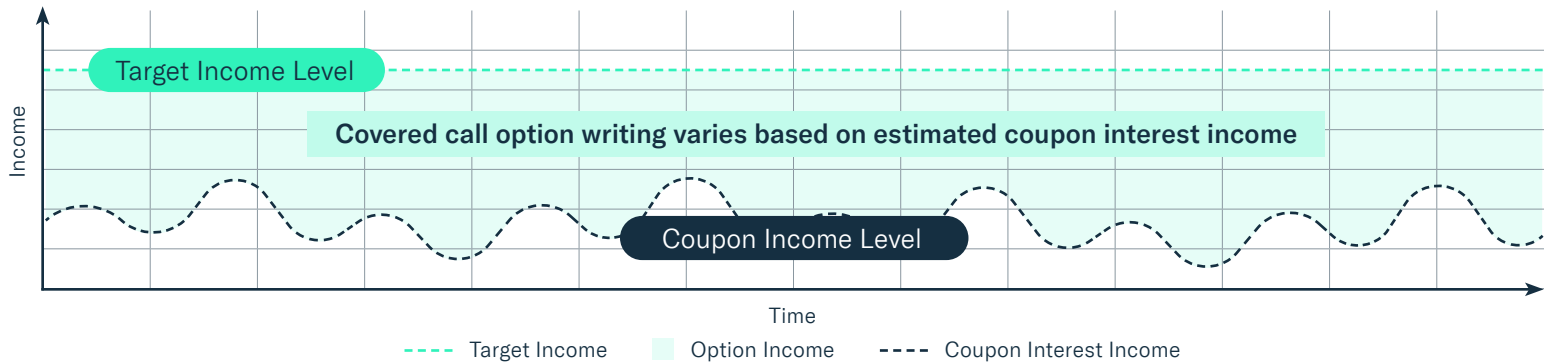 Target Income Level
Covered call option writing varies based on estimated coupon interest income
Income
Coupon Income Level
Time
Target Income
Option Income
Coupon Interest Income